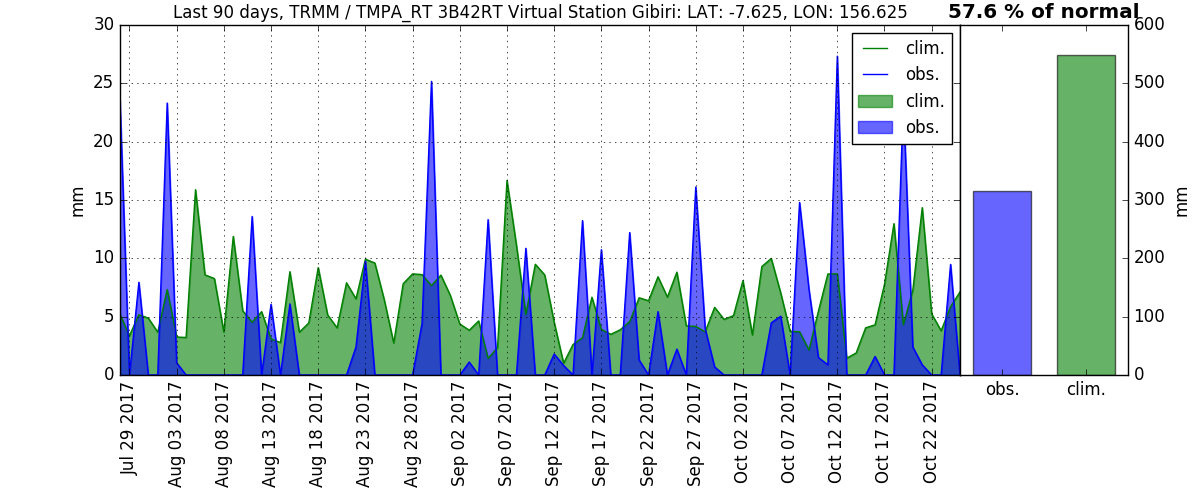 Last 90 days, TRMM / TMPA_RT 3B42RT Virtual Station Gibiri: LAT: -7.625, LON: 156.625
57.6 % of normal
30
25
20
15
10
5
0
mm
clim.
obs.
clim.
obs.
600
500
400
300
200
100
0
mm
obs.
clim.
Jul 29 2017
Aug 03 2017
Aug 08 2017
Aug 13 2017
Aug 18 2017
Aug 23 2017
Aug 28 2017
Sep 02 2017
Sep 07 2017
Sep 12 2017
Sep 17 2017
Sep 22 2017
Sep 27 2017
Oct 02 2017
Oct 07 2017
Oct 12 2017
Oct 17 2017
Oct 22 2017